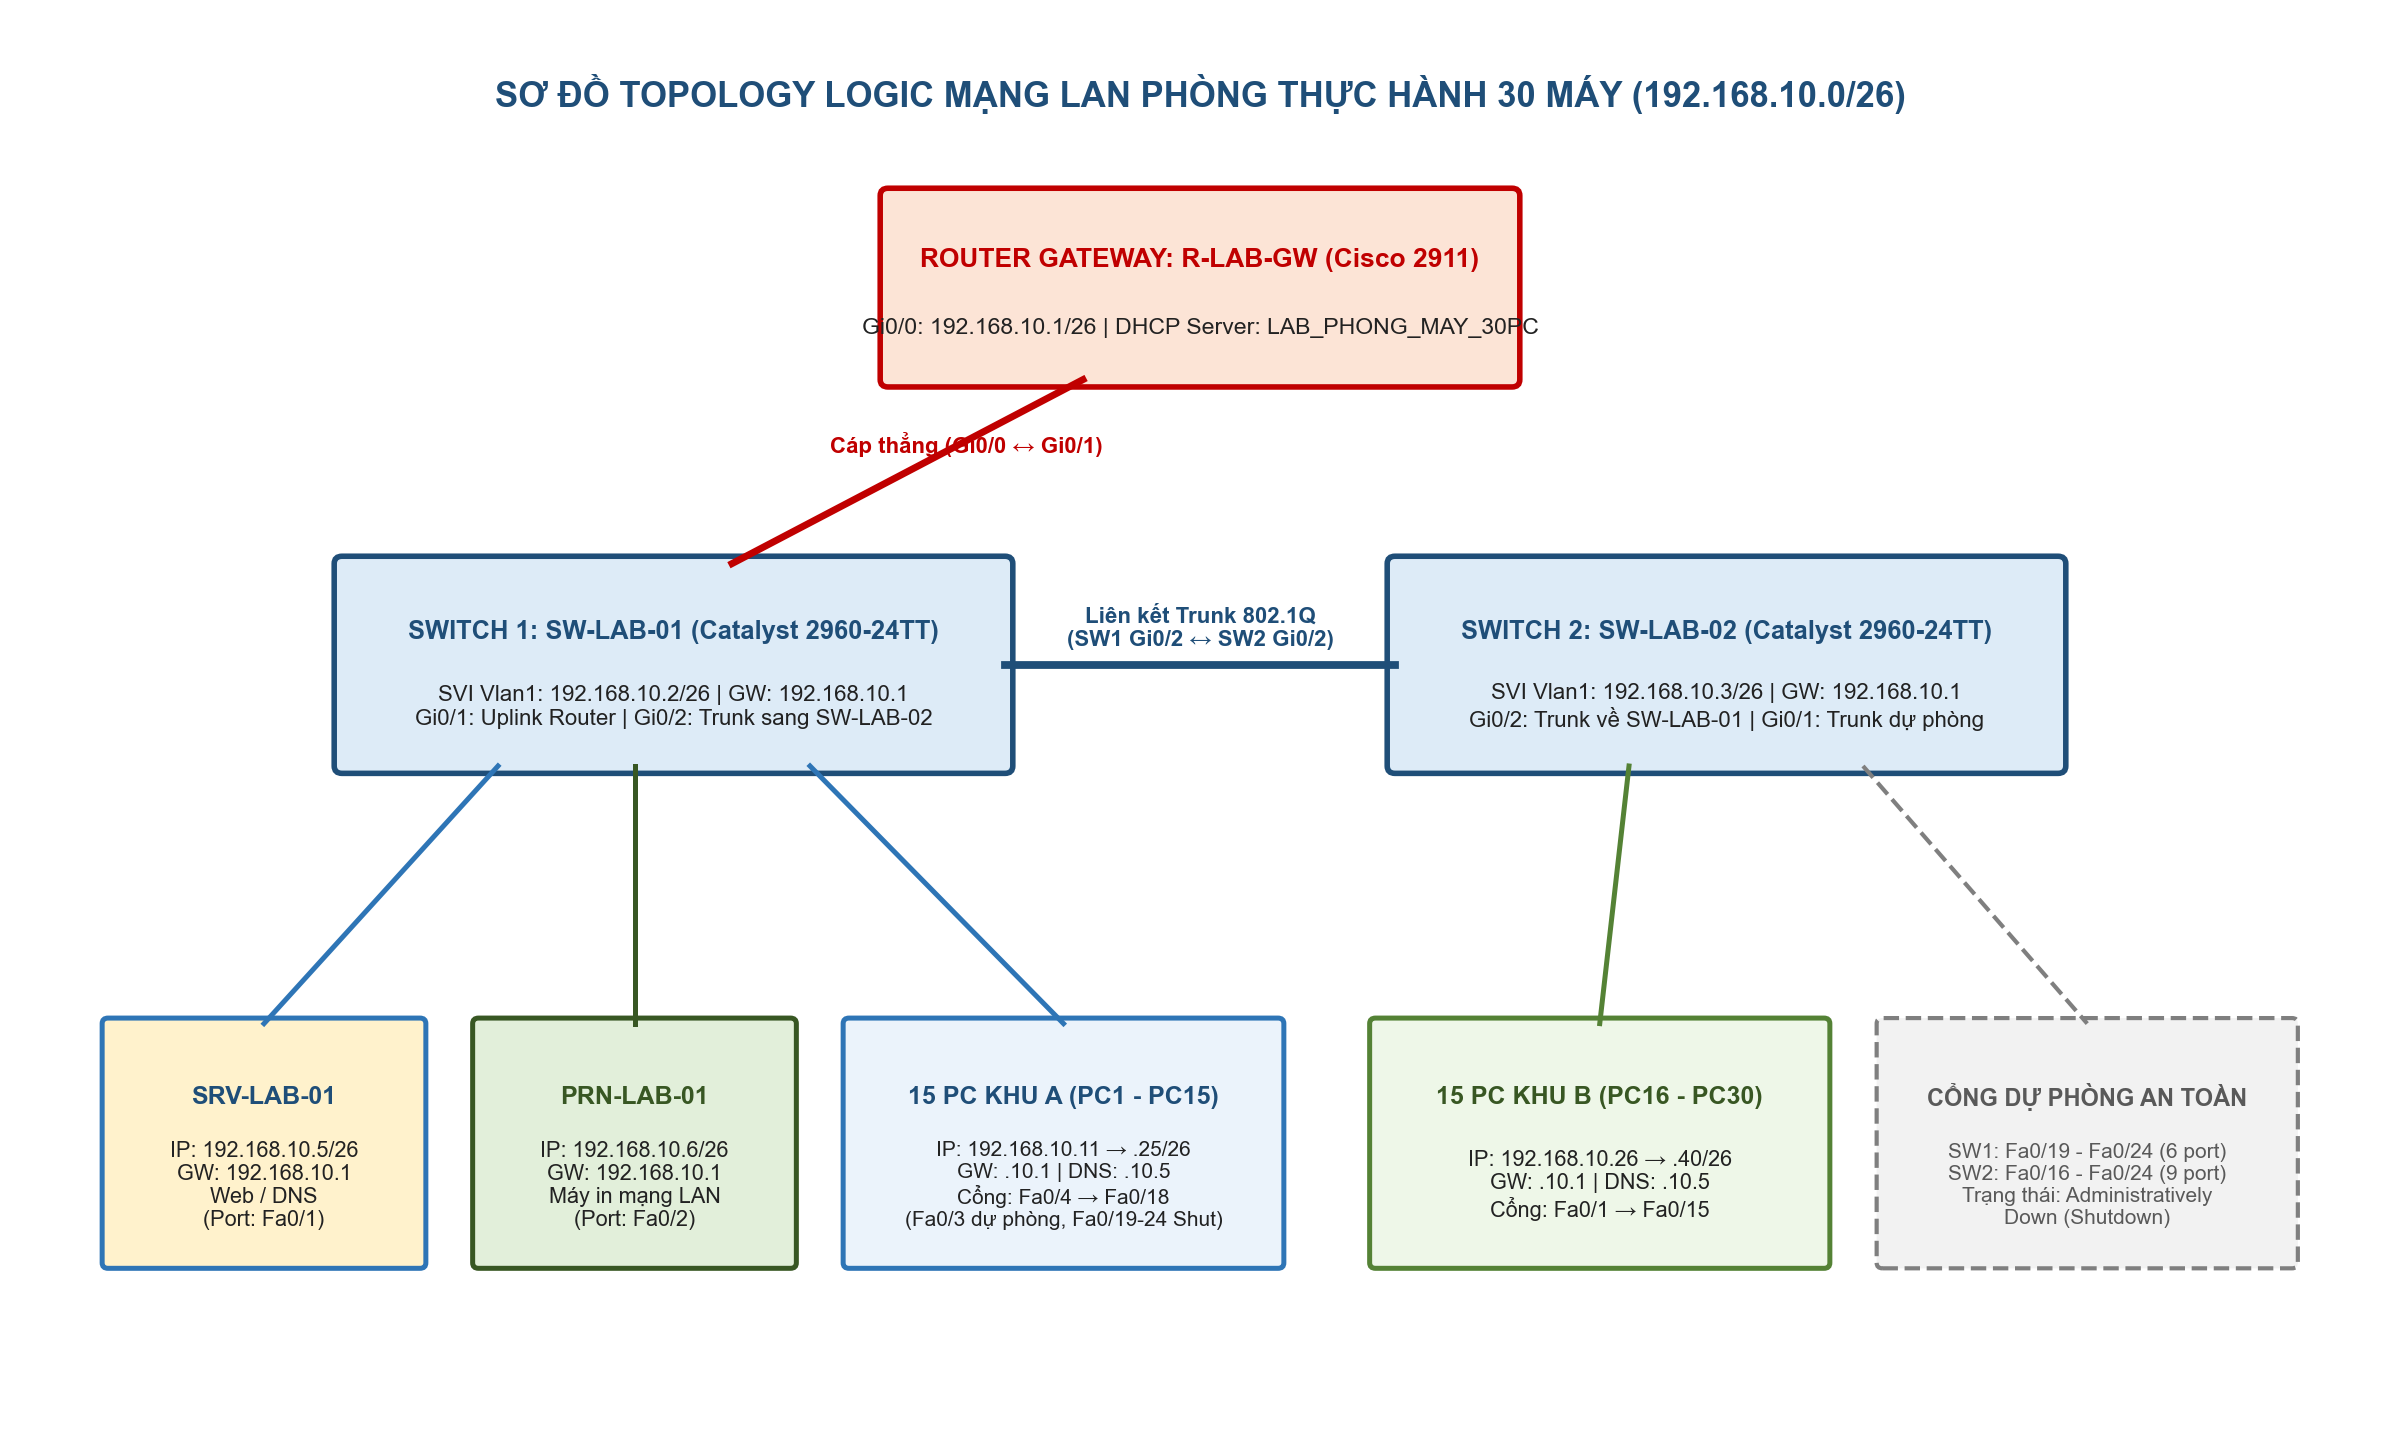 SƠ ĐỒ TOPOLOGY LOGIC MẠNG LAN PHÒNG THỰC HÀNH 30 MÁY (192.168.10.0/26)
ROUTER GATEWAY: R-LAB-GW (Cisco 2911)
Gi0/0: 192.168.10.1/26 | DHCP Server: LAB_PHONG_MAY_30PC
Cáp thẳng (Gi0/0 ↔ Gi0/1)
SWITCH 1: SW-LAB-01 (Catalyst 2960-24TT)
SVI Vlan1: 192.168.10.2/26 | GW: 192.168.10.1
Gi0/1: Uplink Router | Gi0/2: Trunk sang SW-LAB-02
Liên kết Trunk 802.1Q
(SW1 Gi0/2 ↔ SW2 Gi0/2)
SWITCH 2: SW-LAB-02 (Catalyst 2960-24TT)
SVI Vlan1: 192.168.10.3/26 | GW: 192.168.10.1
Gi0/2: Trunk về SW-LAB-01 | Gi0/1: Trunk dự phòng
SRV-LAB-01
IP: 192.168.10.5/26
GW: 192.168.10.1
Web / DNS
(Port: Fa0/1)
PRN-LAB-01
IP: 192.168.10.6/26
GW: 192.168.10.1
Máy in mạng LAN
(Port: Fa0/2)
15 PC KHU A (PC1 - PC15)
IP: 192.168.10.11 → .25/26
GW: .10.1 | DNS: .10.5
Cổng: Fa0/4 → Fa0/18
(Fa0/3 dự phòng, Fa0/19-24 Shut)
15 PC KHU B (PC16 - PC30)
IP: 192.168.10.26 → .40/26
GW: .10.1 | DNS: .10.5
Cổng: Fa0/1 → Fa0/15
CỔNG DỰ PHÒNG AN TOÀN
SW1: Fa0/19 - Fa0/24 (6 port)
SW2: Fa0/16 - Fa0/24 (9 port)
Trạng thái: Administratively
Down (Shutdown)